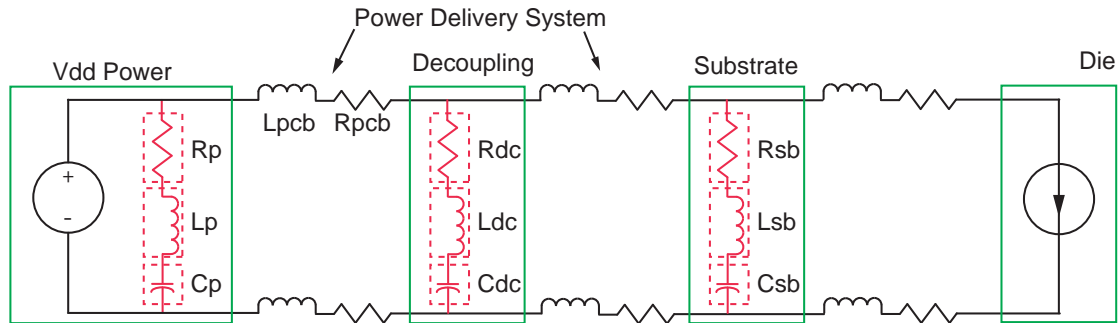 Power Delivery System
Vdd Power
Decoupling
Substrate
Die
Lpcb
Rpcb
Rp
Rdc
Rsb
+
-
Lp
Ldc
Lsb
Cp
Cdc
Csb